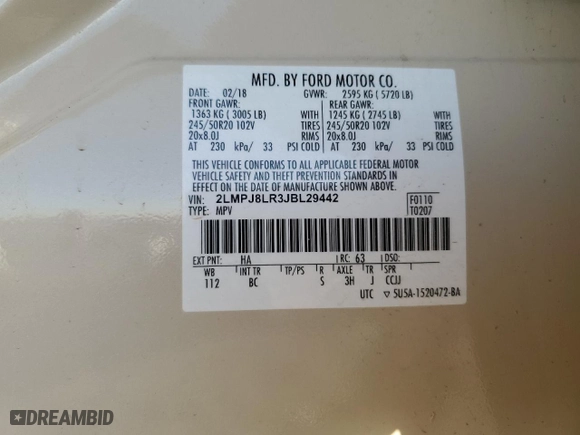 MFD. BY FORD MOTOR CO.
DATE: 02/18 GVWR: 2595 KG ( 5720 LB)
FRONT GAWR: REAR GAWR:
1363 KG ( 3005 LB) WITH 1245 KG ( 2745 LB) WITH
245/50R20 102V TIRES 245/50R20 102V TIRES
20x8.0J RIMS 20x8.0J RIMS
AT 230 kPa/ 33 PSI COLD AT 230 kPa/ 33 PSI COLD
THIS VEHICLE CONFORMS TO ALL APPLICABLE FEDERAL MOTOR
VEHICLE SAFETY AND THEFT PREVENTION STANDARDS IN
EFFECT ON THE DATE OF MANUFACTURE SHOWN ABOVE.
VIN: 2LMPJ8LR3JBL29442 F0110
TYPE: MPV T0207
EXT PNT: HA RC: 63 DSO:
WB INT TR TP/PS R AXLE TR SPR
112 BC S 3H J CCJJ
UTC ▽ SUSA-1520472-BA
DREAMBID